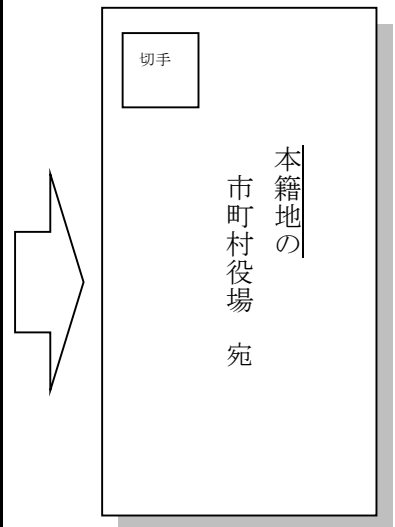 切手
本籍地の
市町村役場　宛